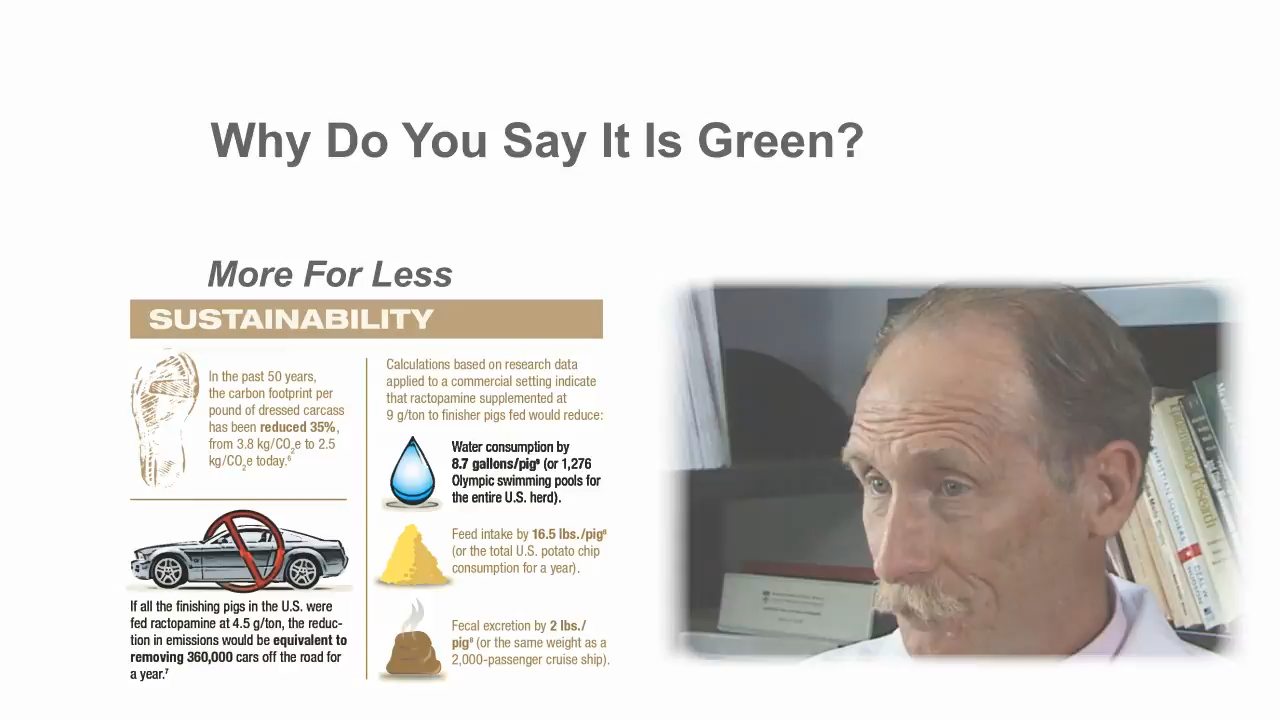 Why Do You Say It Is Green?
More For Less
SUSTAINABILITY
In the past 50 years,
the carbon footprint per
pound of dressed carcass
has been reduced 35%,
from 3.8 kg/CO2e to 2.5
kg/CO2e today.6
If all the finishing pigs in the U.S. were
fed ractopamine at 4.5 g/ton, the reduc-
tion in emissions would be equivalent to
removing 360,000 cars off the road for
a year.7
Calculations based on research data
applied to a commercial setting indicate
that ractopamine supplemented at
9 g/ton to finisher pigs fed would reduce:
Water consumption by
8.7 gallons/pig (or 1,276
Olympic swimming pools for
the entire U.S. herd).
Feed intake by 16.5 lbs./pig
(or the total U.S. potato chip
consumption for a year).
Fecal excretion by 2 lbs./
pig (or the same weight as a
2,000-passenger cruise ship).
Epidemiologic Research
CHRISTIAN SOLDIERS